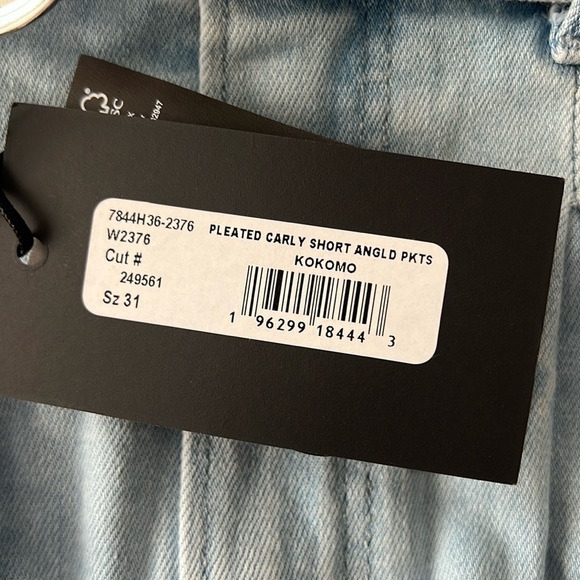 7844H36-2376
W2376
Cut #
249561
Sz 31
PLEATED CARLY SHORT ANGLD PKTS
KOKOMO
1 96299 18444 3